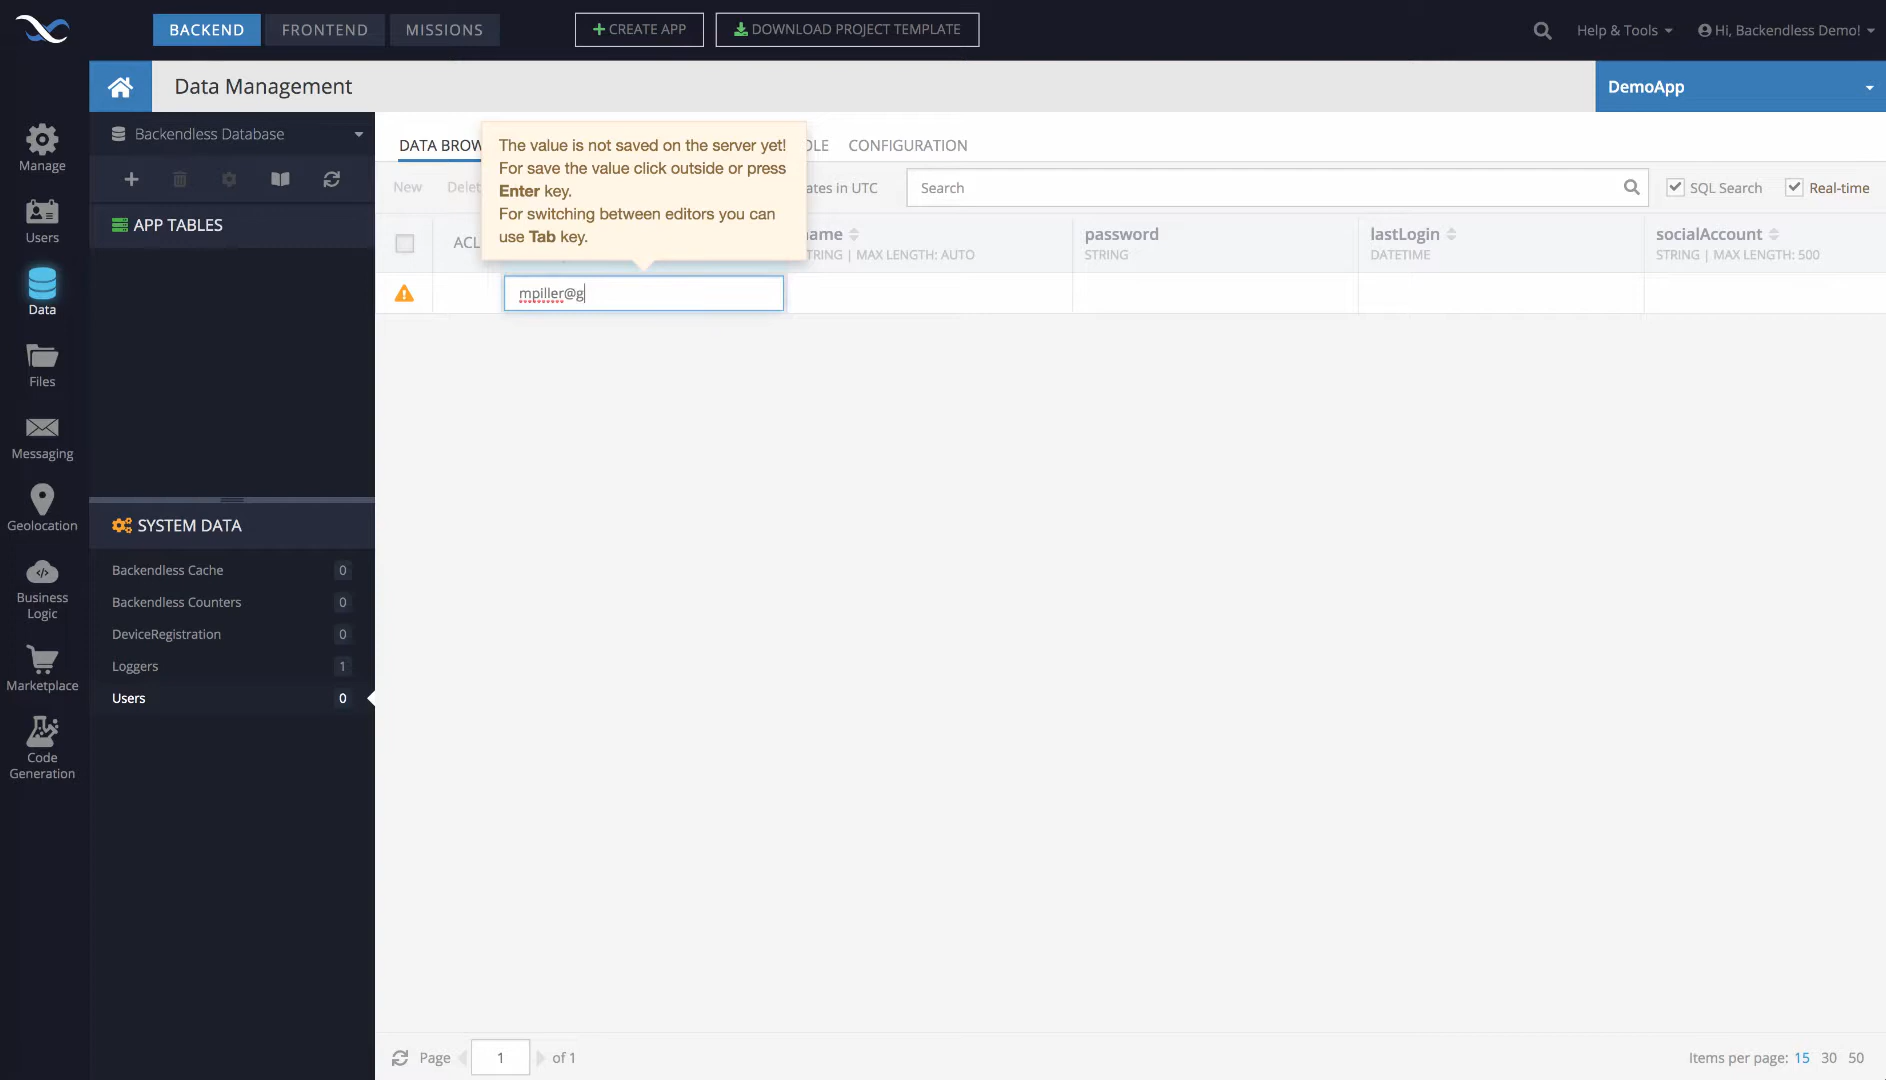 BACKEND FRONTEND MISSIONS CREATE APP DOWNLOAD PROJECT TEMPLATE Help & Tools Hi, Backendless Demo!
Data Management DemoApp
Manage
Users
Data
Files
Messaging
Geolocation
Business
Logic
Marketplace
Code
Generation
Backendless Database
APP TABLES
SYSTEM DATA
Backendless Cache 0
Backendless Counters 0
DeviceRegistration 0
Loggers 1
Users 0
DATA BROW CONFIGURATION
The value is not saved on the server yet!
For save the value click outside or press
Enter key.
For switching between editors you can
use Tab key.
New Delet ates in UTC Search SQL Search Real-time
ACL ame password lastLogin socialAccount
TRING | MAX LENGTH: AUTO STRING DATETIME STRING | MAX LENGTH: 500
mpiller@g
Page 1 of 1 Items per page: 15 30 50